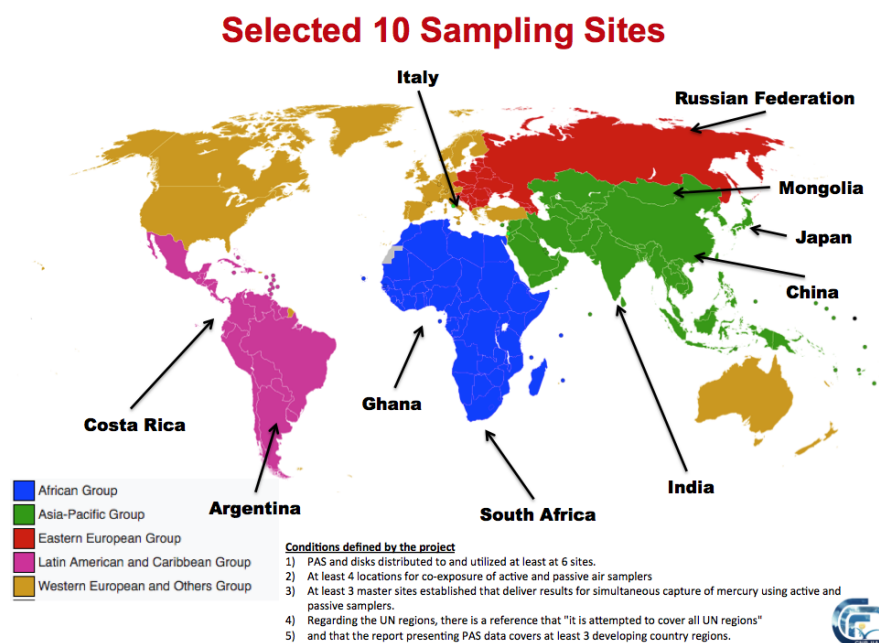 Selected 10 Sampling Sites
Italy
Russian Federation
Mongolia
Japan
China
Costa Rica
Ghana
India
Argentina
South Africa
African Group
Asia-Pacific Group
Eastern European Group
Latin American and Caribbean Group
Western European and Others Group
Conditions defined by the project
1) PAS and disks distributed to and utilized at least at 6 sites.
2) At least 4 locations for co-exposure of active and passive air samplers
3) At least 3 master sites established that deliver results for simultaneous capture of mercury using active and
passive samplers.
4) Regarding the UN regions, there is a reference that "it is attempted to cover all UN regions"
5) and that the report presenting PAS data covers at least 3 developing country regions.